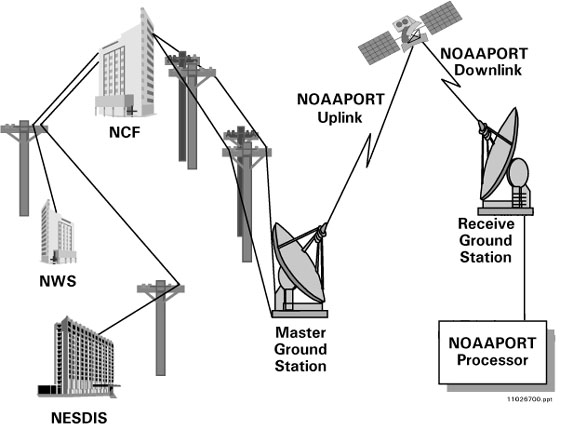 NOAAPORT
Downlink
NOAAPORT
Uplink
NCF
Receive
Ground
Station
NWS
Master
Ground
Station
NOAAPORT
Processor
11026700.ppt
NESDIS